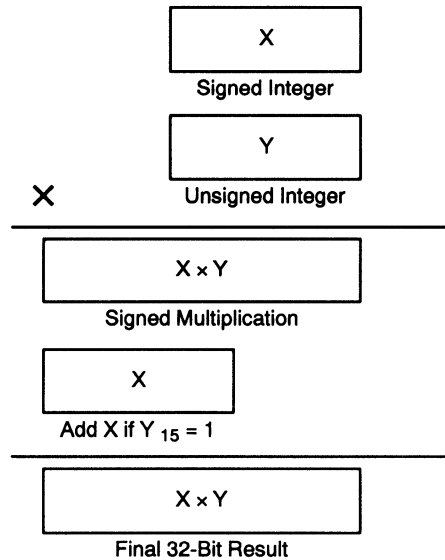 X
Signed Integer
Y
× Unsigned Integer
X × Y
Signed Multiplication
X
Add X if Y 15 = 1
X × Y
Final 32-Bit Result